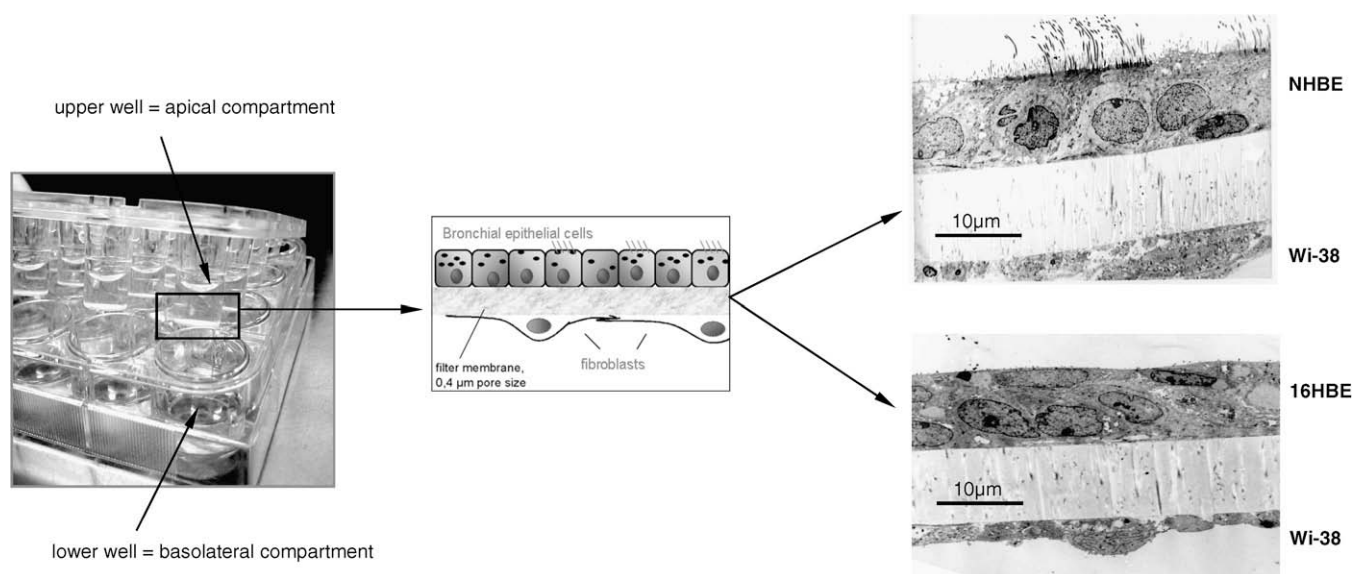 upper well = apical compartment
lower well = basolateral compartment
Bronchial epithelial cells
fibroblasts
filter membrane,
0,4 µm pore size
NHBE
10µm
Wi-38
16HBE
10µm
Wi-38